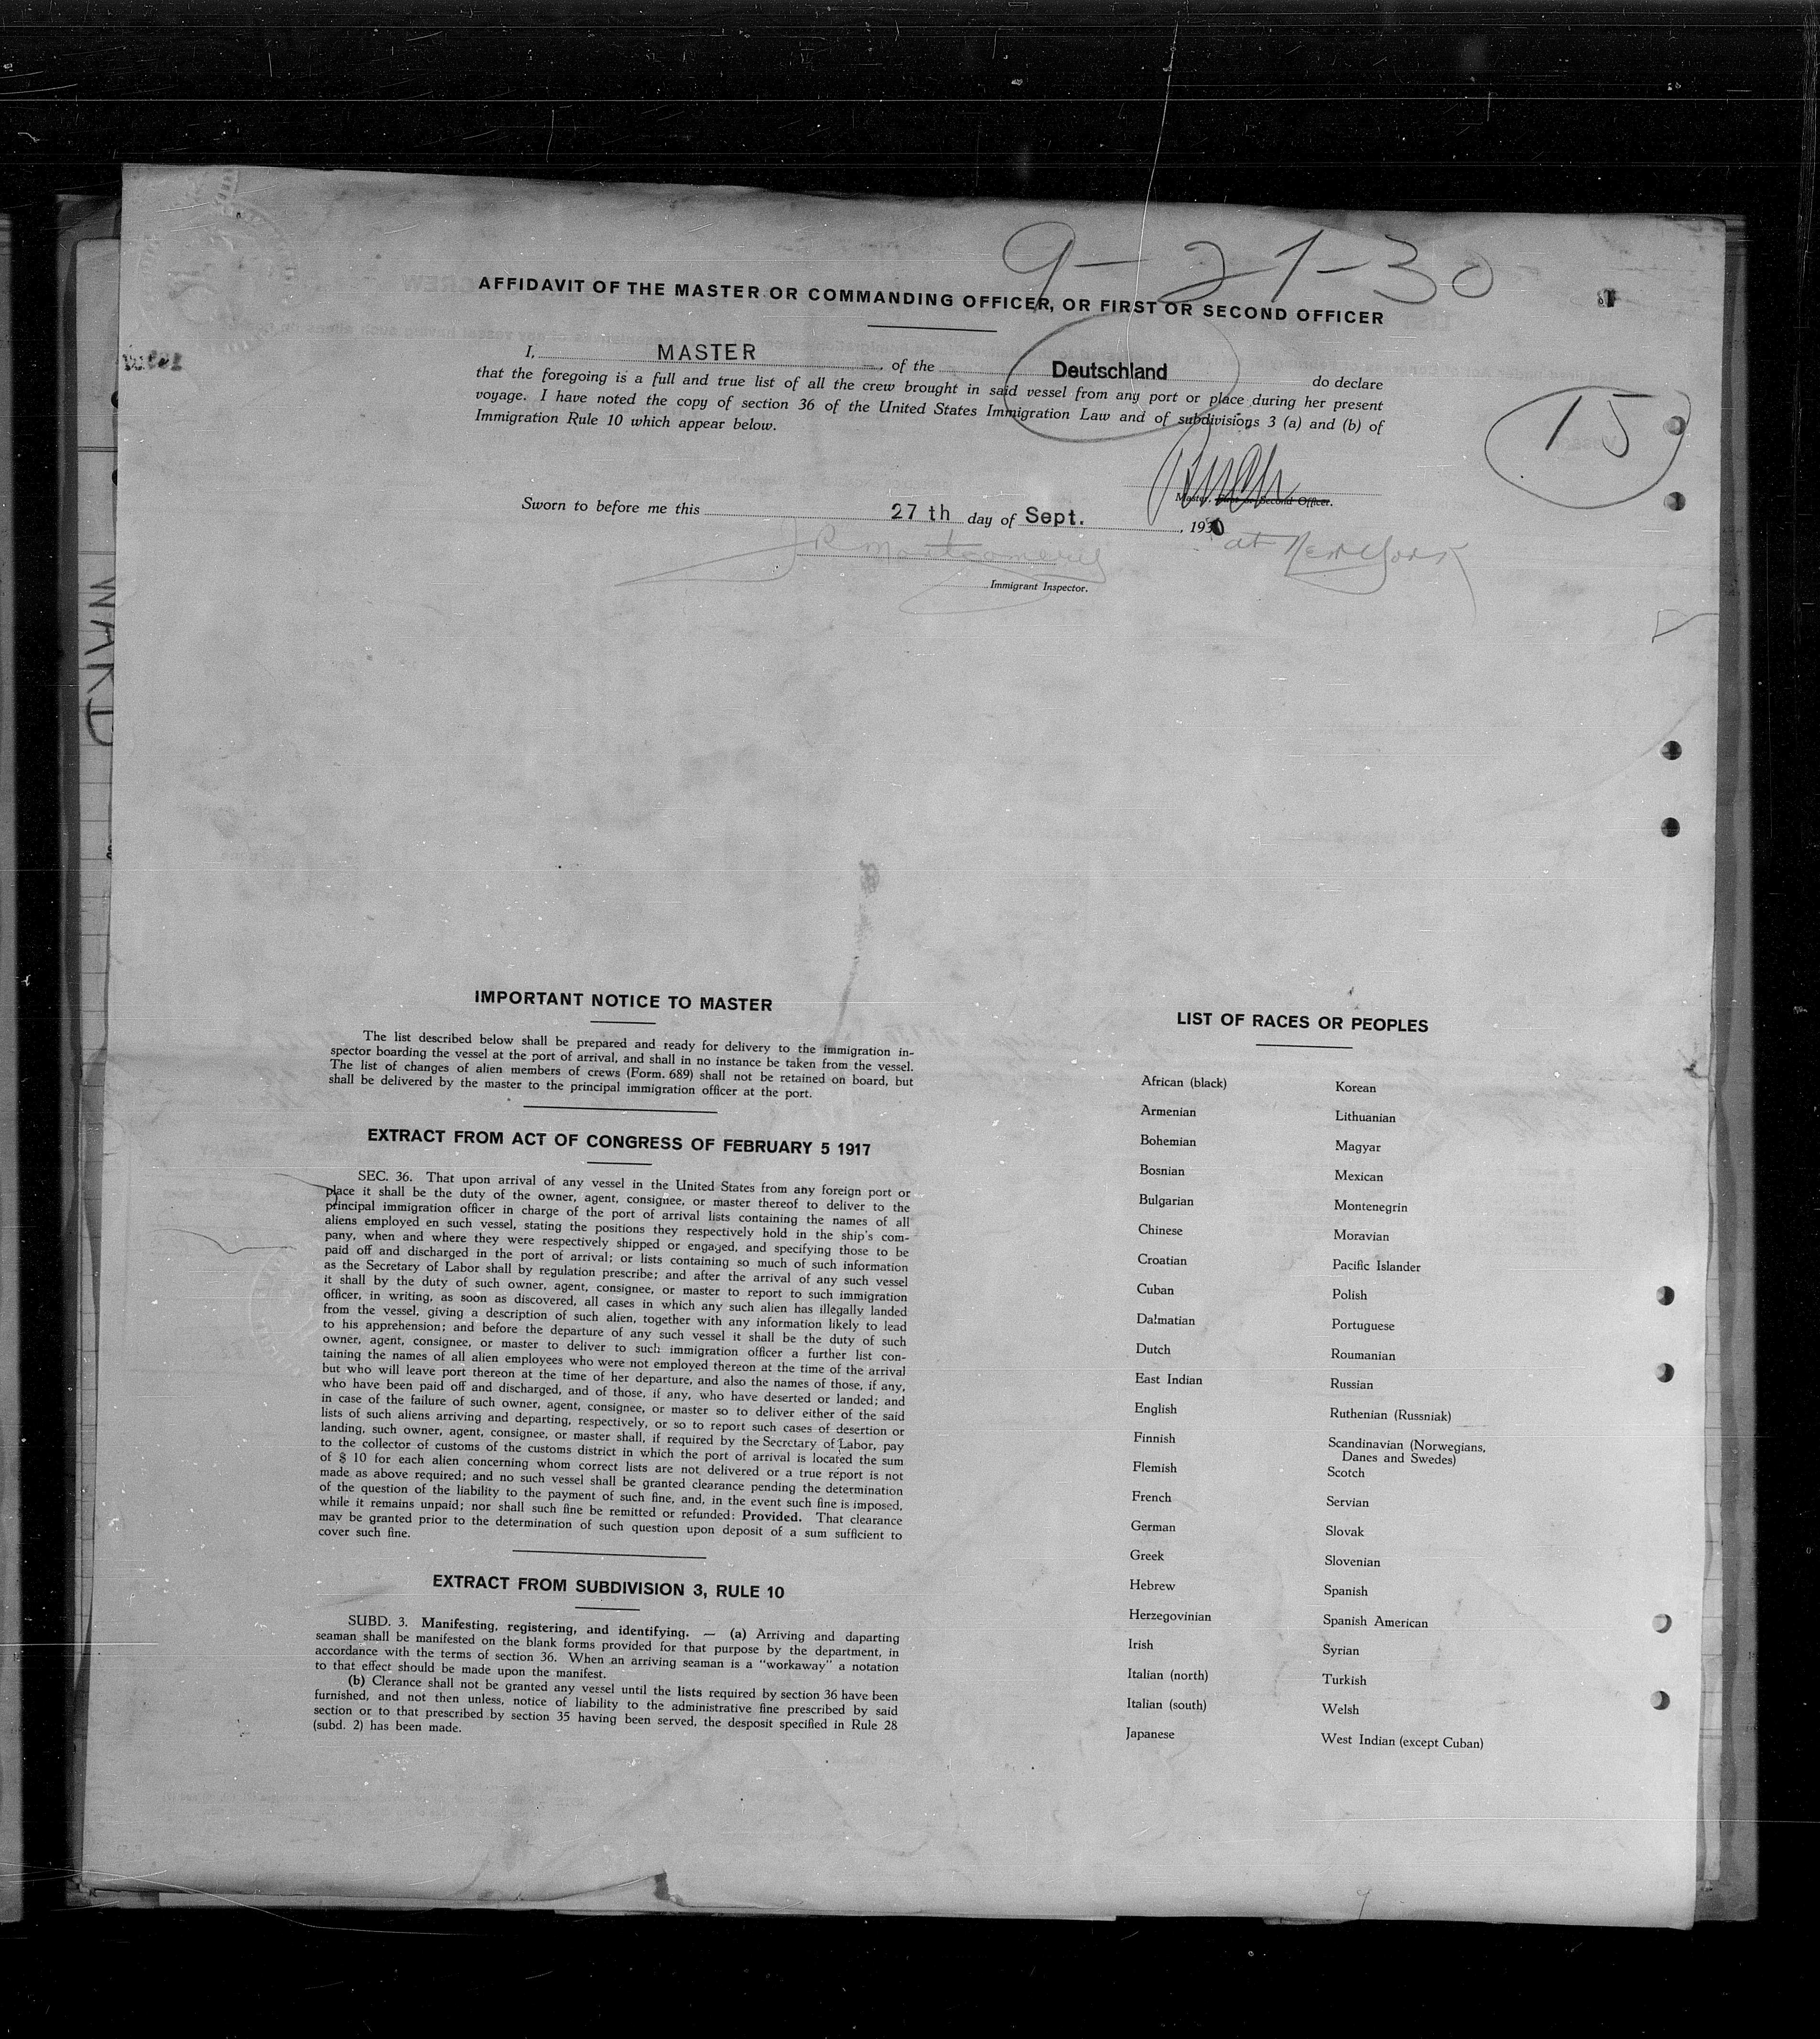 9-21-30
AFFIDAVIT OF THE MASTER OR COMMANDING OFFICER, OR FIRST OR SECOND OFFICER
I, MASTER, of the Deutschland do declare
that the foregoing is a full and true list of all the crew brought in said vessel from any port or place during her present
voyage. I have noted the copy of section 36 of the United States Immigration Law and of subdivisions 3 (a) and (b) of
Immigration Rule 10 which appear below.
15
Master, First or Second Officer.
Sworn to before me this 27 th day of Sept. , 1930
JR Montgomery at New York
Immigrant Inspector.
WARD
IMPORTANT NOTICE TO MASTER
The list described below shall be prepared and ready for delivery to the immigration in-
spector boarding the vessel at the port of arrival, and shall in no instance be taken from the vessel.
The list of changes of alien members of crews (Form. 689) shall not be retained on board, but
shall be delivered by the master to the principal immigration officer at the port.
EXTRACT FROM ACT OF CONGRESS OF FEBRUARY 5 1917
SEC. 36. That upon arrival of any vessel in the United States from any foreign port or
place it shall be the duty of the owner, agent, consignee, or master thereof to deliver to the
principal immigration officer in charge of the port of arrival lists containing the names of all
aliens employed en such vessel, stating the positions they respectively hold in the ship's com-
pany, when and where they were respectively shipped or engaged, and specifying those to be
paid off and discharged in the port of arrival; or lists containing so much of such information
as the Secretary of Labor shall by regulation prescribe; and after the arrival of any such vessel
it shall by the duty of such owner, agent, consignee, or master to report to such immigration
officer, in writing, as soon as discovered, all cases in which any such alien has illegally landed
from the vessel, giving a description of such alien, together with any information likely to lead
to his apprehension; and before the departure of any such vessel it shall be the duty of such
owner, agent, consignee, or master to deliver to such immigration officer a further list con-
taining the names of all alien employees who were not employed thereon at the time of the arrival
but who will leave port thereon at the time of her departure, and also the names of those, if any,
who have been paid off and discharged, and of those, if any, who have deserted or landed; and
in case of the failure of such owner, agent, consignee, or master so to deliver either of the said
lists of such aliens arriving and departing, respectively, or so to report such cases of desertion or
landing, such owner, agent, consignee, or master shall, if required by the Secretary of Labor, pay
to the collector of customs of the customs district in which the port of arrival is located the sum
of $ 10 for each alien concerning whom correct lists are not delivered or a true report is not
made as above required; and no such vessel shall be granted clearance pending the determination
of the question of the liability to the payment of such fine, and, in the event such fine is imposed,
while it remains unpaid; nor shall such fine be remitted or refunded: Provided. That clearance
may be granted prior to the determination of such question upon deposit of a sum sufficient to
cover such fine.
EXTRACT FROM SUBDIVISION 3, RULE 10
SUBD. 3. Manifesting, registering, and identifying. — (a) Arriving and daparting
seaman shall be manifested on the blank forms provided for that purpose by the department, in
accordance with the terms of section 36. When an arriving seaman is a "workaway" a notation
to that effect should be made upon the manifest.
(b) Clerance shall not be granted any vessel until the lists required by section 36 have been
furnished, and not then unless, notice of liability to the administrative fine prescribed by said
section or to that prescribed by section 35 having been served, the desposit specified in Rule 28
(subd. 2) has been made.
LIST OF RACES OR PEOPLES
African (black)
Armenian
Bohemian
Bosnian
Bulgarian
Chinese
Croatian
Cuban
Dalmatian
Dutch
East Indian
English
Finnish
Flemish
French
German
Greek
Hebrew
Herzegovinian
Irish
Italian (north)
Italian (south)
Japanese
Korean
Lithuanian
Magyar
Mexican
Montenegrin
Moravian
Pacific Islander
Polish
Portuguese
Roumanian
Russian
Ruthenian (Russniak)
Scandinavian (Norwegians,
Danes and Swedes)
Scotch
Servian
Slovak
Slovenian
Spanish
Spanish American
Syrian
Turkish
Welsh
West Indian (except Cuban)